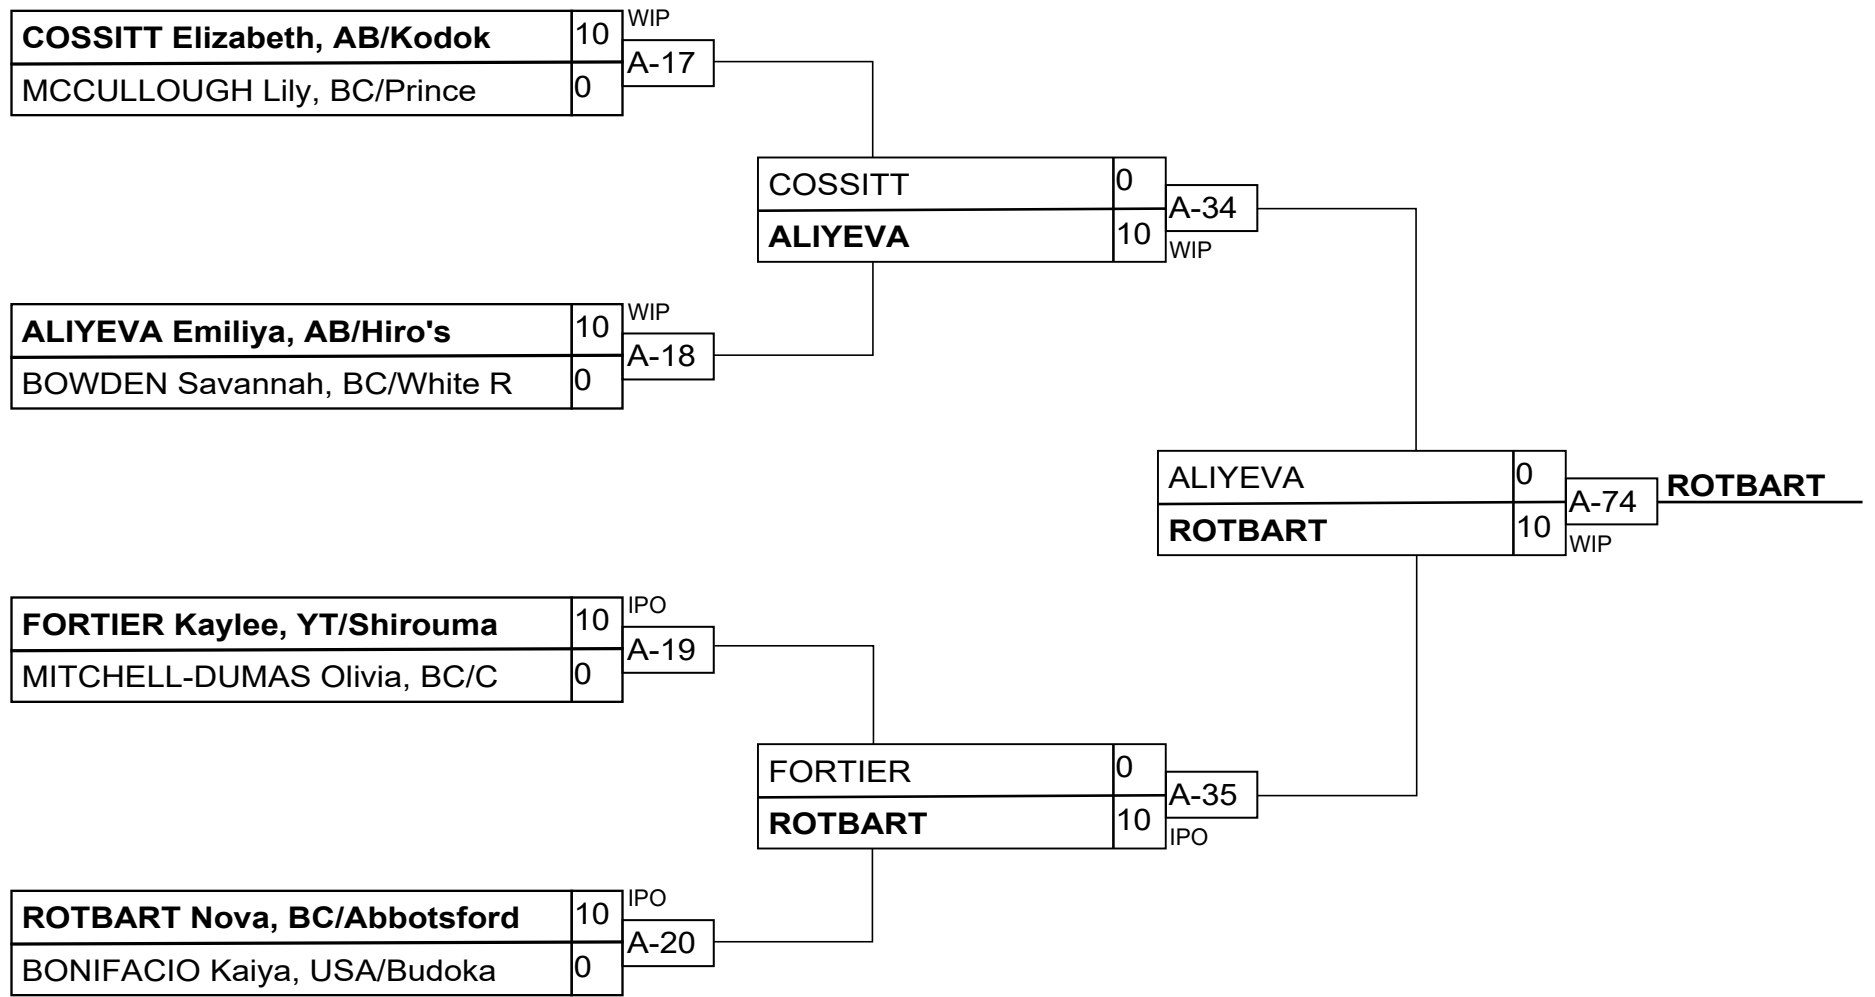 COSSITT Elizabeth, AB/Kodok 10 WIP
A-17
MCCULLOUGH Lily, BC/Prince 0
COSSITT 0
A-34
ALIYEVA 10 WIP
ALIYEVA Emiliya, AB/Hiro's 10 WIP
A-18
BOWDEN Savannah, BC/White R 0
ALIYEVA 0
A-74 ROTBART
ROTBART 10 WIP
FORTIER Kaylee, YT/Shirouma 10 IPO
A-19
MITCHELL-DUMAS Olivia, BC/C 0
FORTIER 0
A-35
ROTBART 10 IPO
ROTBART Nova, BC/Abbotsford 10 IPO
A-20
BONIFACIO Kaiya, USA/Budoka 0